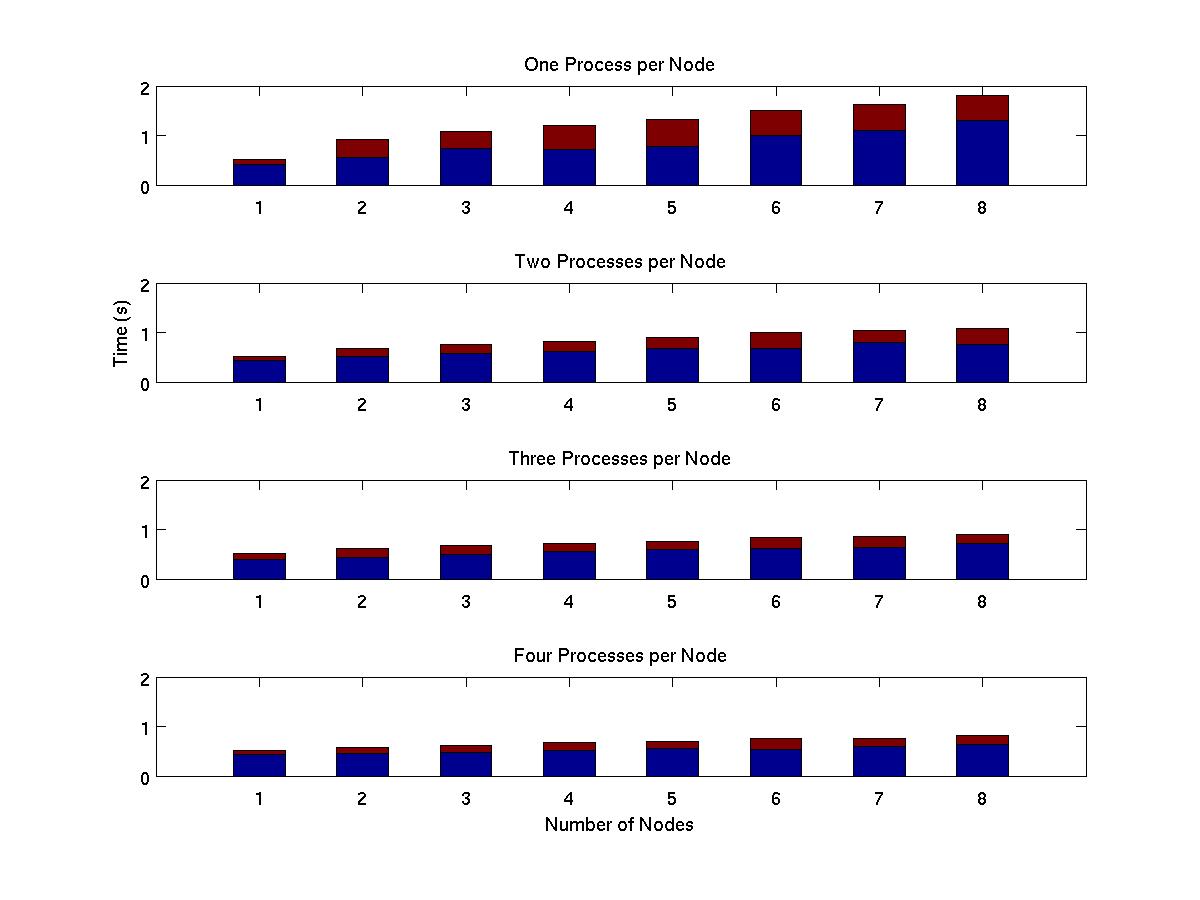 One Process per Node
2
1
0
1 2 3 4 5 6 7 8
Two Processes per Node
2
1
0
Time (s)
1 2 3 4 5 6 7 8
Three Processes per Node
2
1
0
1 2 3 4 5 6 7 8
Four Processes per Node
2
1
0
1 2 3 4 5 6 7 8
Number of Nodes